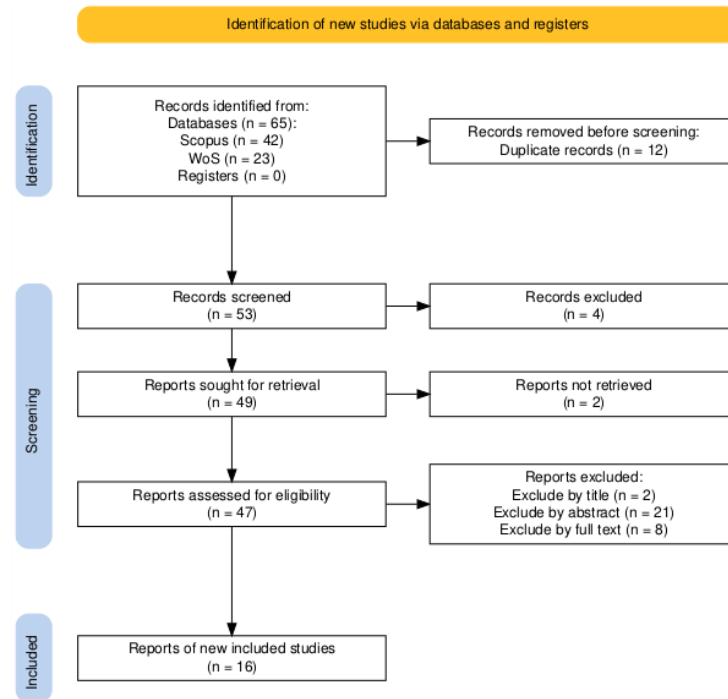 Identification of new studies via databases and registers
Identification
Records identified from:
Databases (n = 65):
Scopus (n = 42)
WoS (n = 23)
Registers (n = 0)
Records removed before screening:
Duplicate records (n = 12)
Screening
Records screened
(n = 53)
Records excluded
(n = 4)
Reports sought for retrieval
(n = 49)
Reports not retrieved
(n = 2)
Reports assessed for eligibility
(n = 47)
Reports excluded:
Exclude by title (n = 2)
Exclude by abstract (n = 21)
Exclude by full text (n = 8)
Included
Reports of new included studies
(n = 16)